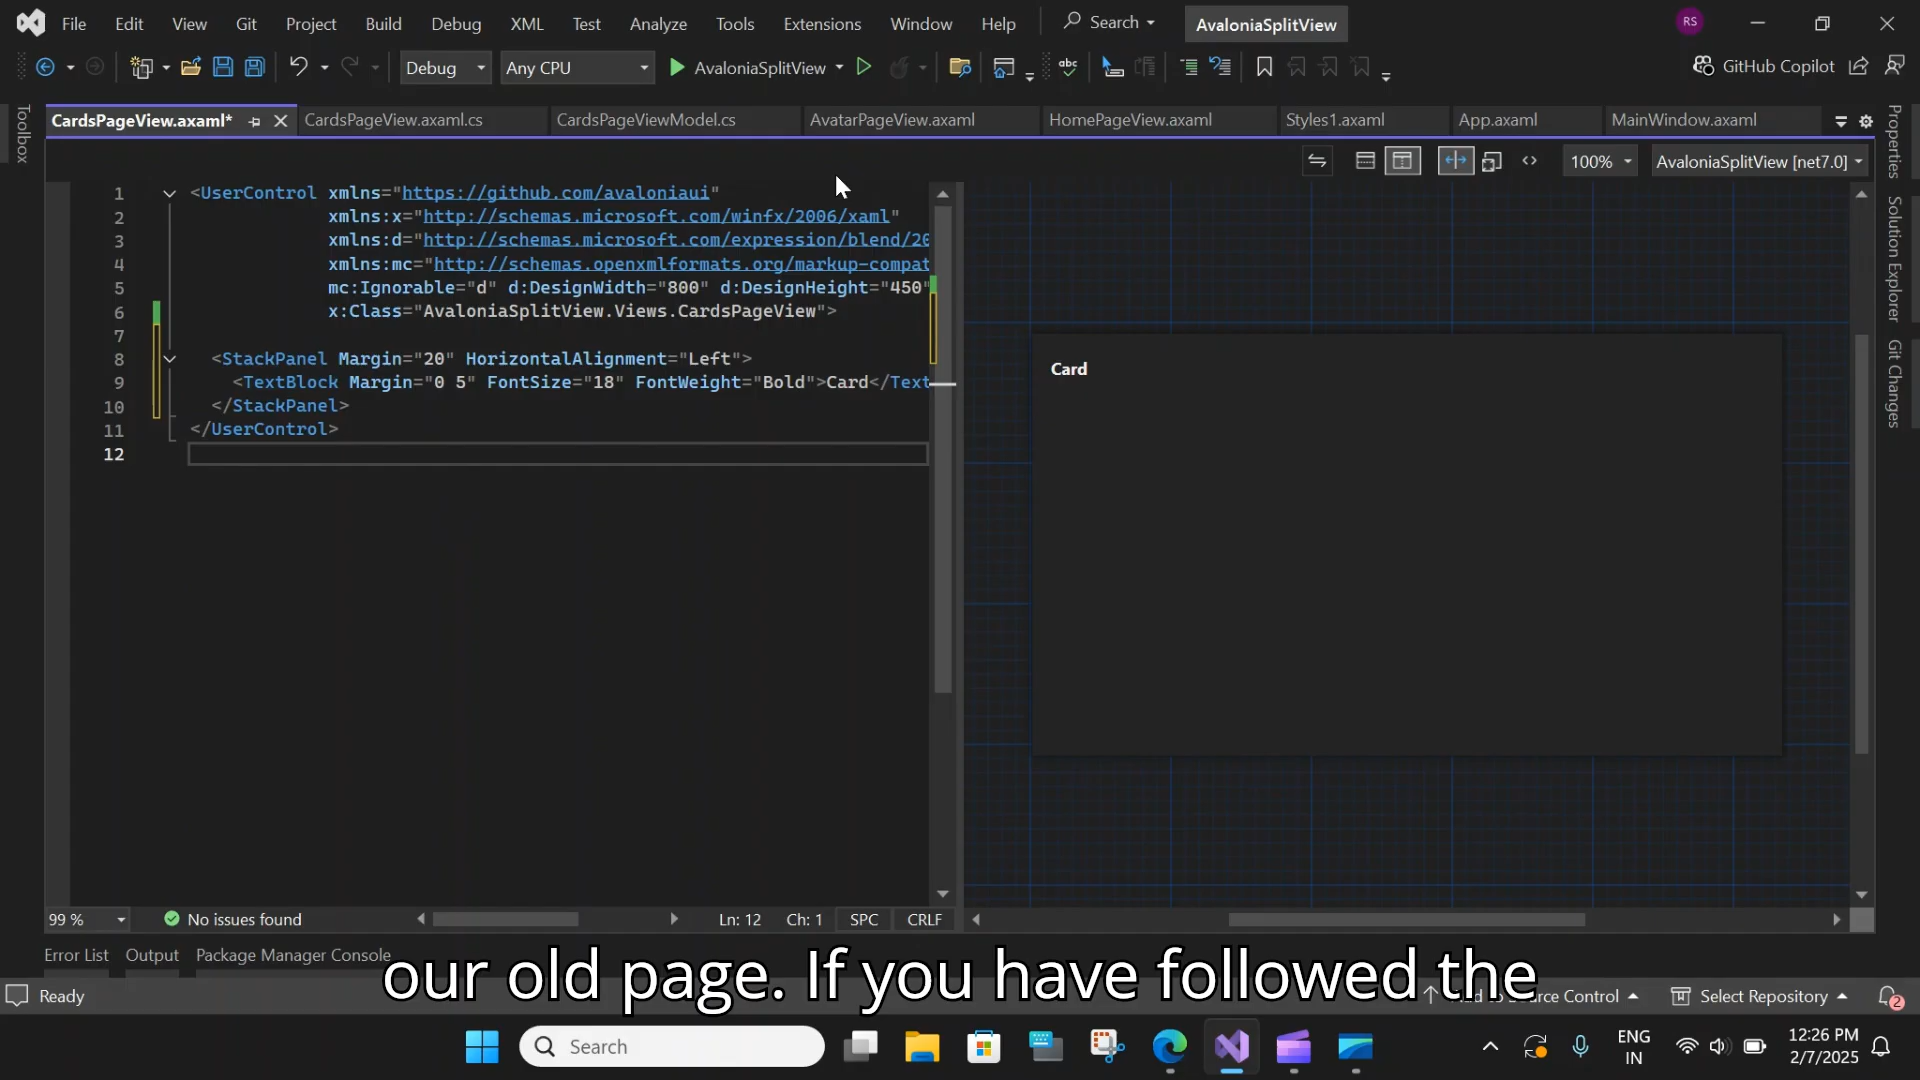 File Edit View Git Project Build Debug XML Test Analyze Tools Extensions Window Help Search AvaloniaSplitView RS
Debug Any CPU AvaloniaSplitView abc GitHub Copilot
CardsPageView.axaml* CardsPageView.axaml.cs CardsPageViewModel.cs AvatarPageView.axaml HomePageView.axaml Styles1.axaml App.axaml MainWindow.axaml
Toolbox
100% AvaloniaSplitView [net7.0]
Properties
Solution Explorer
Git Changes
1 <UserControl xmlns="https://github.com/avaloniaui"
2 xmlns:x="http://schemas.microsoft.com/winfx/2006/xaml"
3 xmlns:d="http://schemas.microsoft.com/expression/blend/20
4 xmlns:mc="http://schemas.openxmlformats.org/markup-compat
5 mc:Ignorable="d" d:DesignWidth="800" d:DesignHeight="450"
6 x:Class="AvaloniaSplitView.Views.CardsPageView">
7
8 <StackPanel Margin="20" HorizontalAlignment="Left">
9 <TextBlock Margin="0 5" FontSize="18" FontWeight="Bold">Card</Text
10 </StackPanel>
11 </UserControl>
12
Card
99 % No issues found Ln: 12 Ch: 1 SPC CRLF
Error List Output Package Manager Console
our old page. If you have followed the
Ready Source Control Select Repository 2
Search ENG IN 12:26 PM 2/7/2025